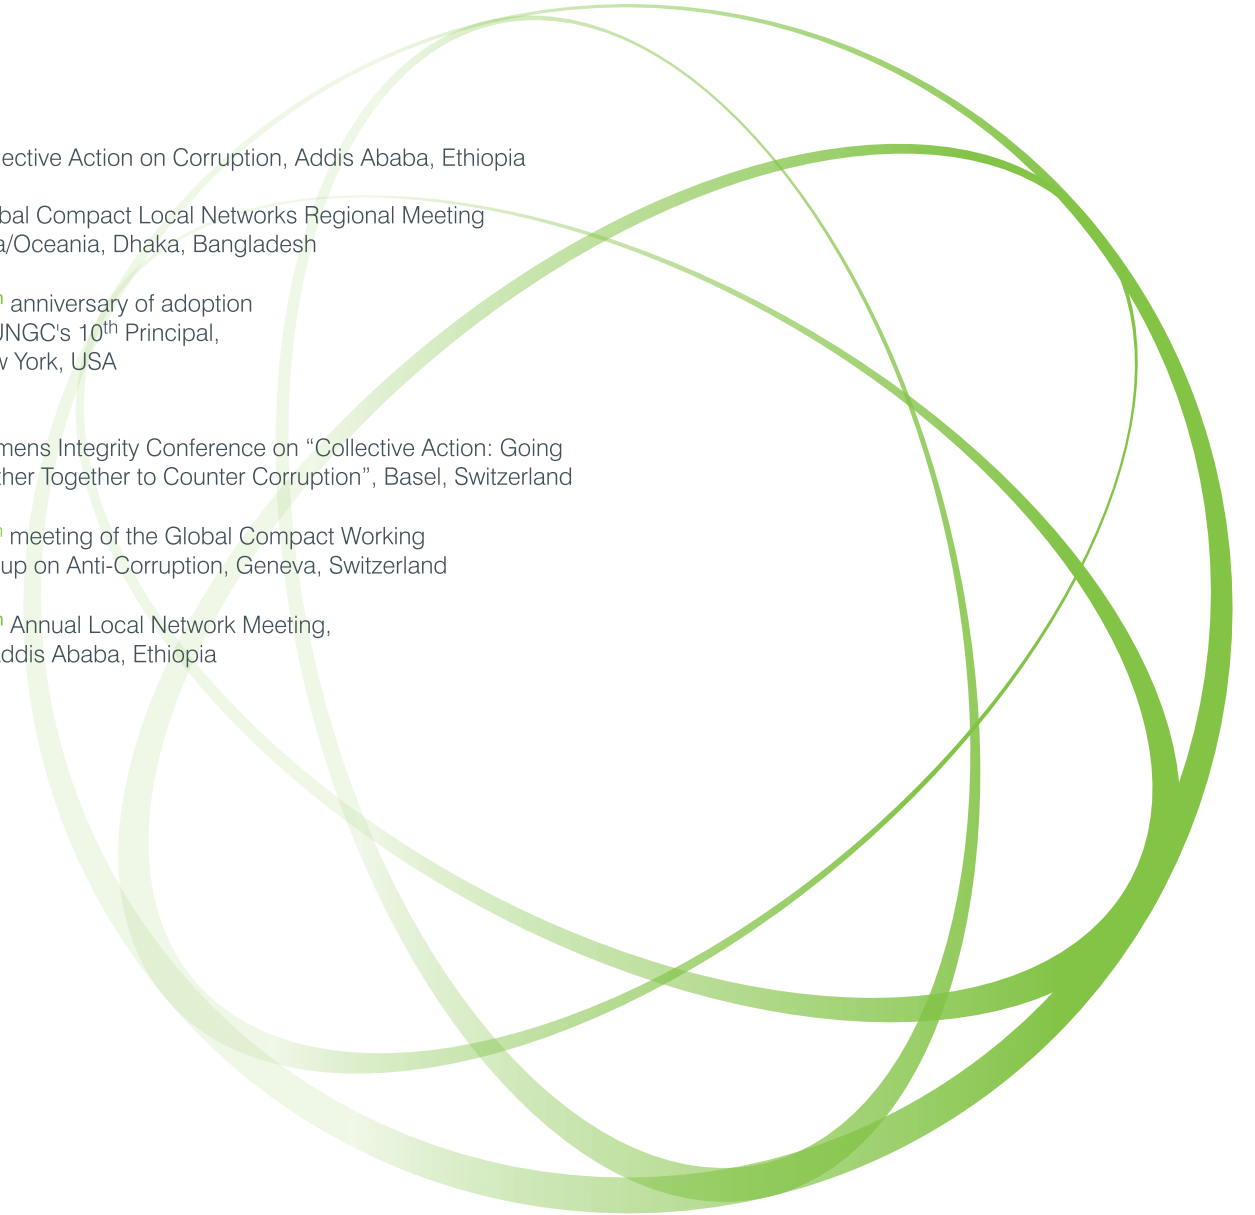 lective Action on Corruption, Addis Ababa, Ethiopia
bal Compact Local Networks Regional Meeting
a/Oceania, Dhaka, Bangladesh
anniversary of adoption
UNGC's 10th Principal,
w York, USA
mens Integrity Conference on “Collective Action: Going
ther Together to Counter Corruption”, Basel, Switzerland
meeting of the Global Compact Working
up on Anti-Corruption, Geneva, Switzerland
Annual Local Network Meeting,
ddis Ababa, Ethiopia